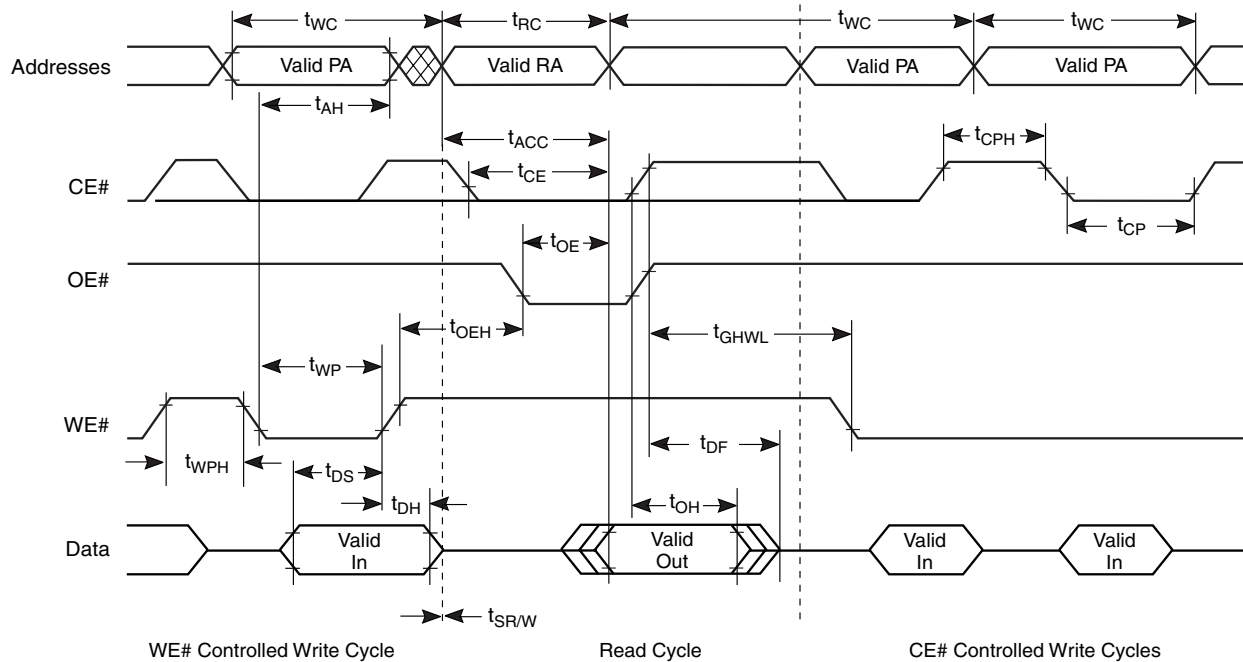 tWC tRC tWC tWC
Addresses Valid PA Valid RA Valid PA Valid PA
tAH
tACC tCPH
CE# tCE
tCP
tOE
OE#
tOEH tGHWL
tWP
WE#
tDF
tWPH tDS
tDH tOH
Data Valid In Valid Out Valid In Valid In
tSR/W
WE# Controlled Write Cycle Read Cycle CE# Controlled Write Cycles